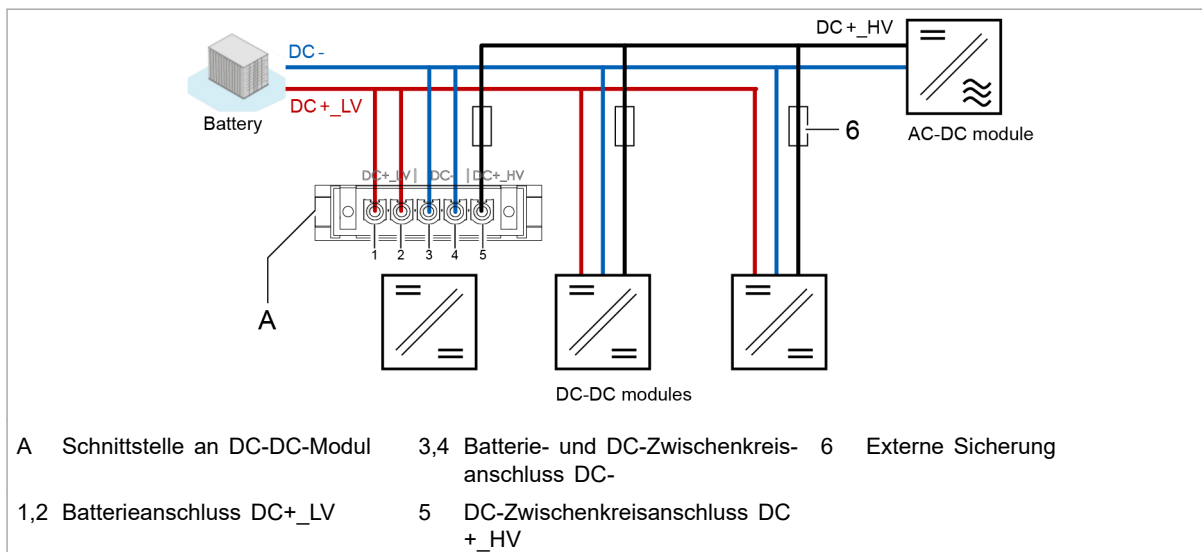 DC+_HV
DC-
DC+_LV
Battery
6
AC-DC module
DC+_LV | DC- | DC+_HV
1 2 3 4 5
A
DC-DC modules
A Schnittstelle an DC-DC-Modul 3,4 Batterie- und DC-Zwischenkreis- 6 Externe Sicherung
anschluss DC-
1,2 Batterieanschluss DC+_LV 5 DC-Zwischenkreisanschluss DC
+_HV